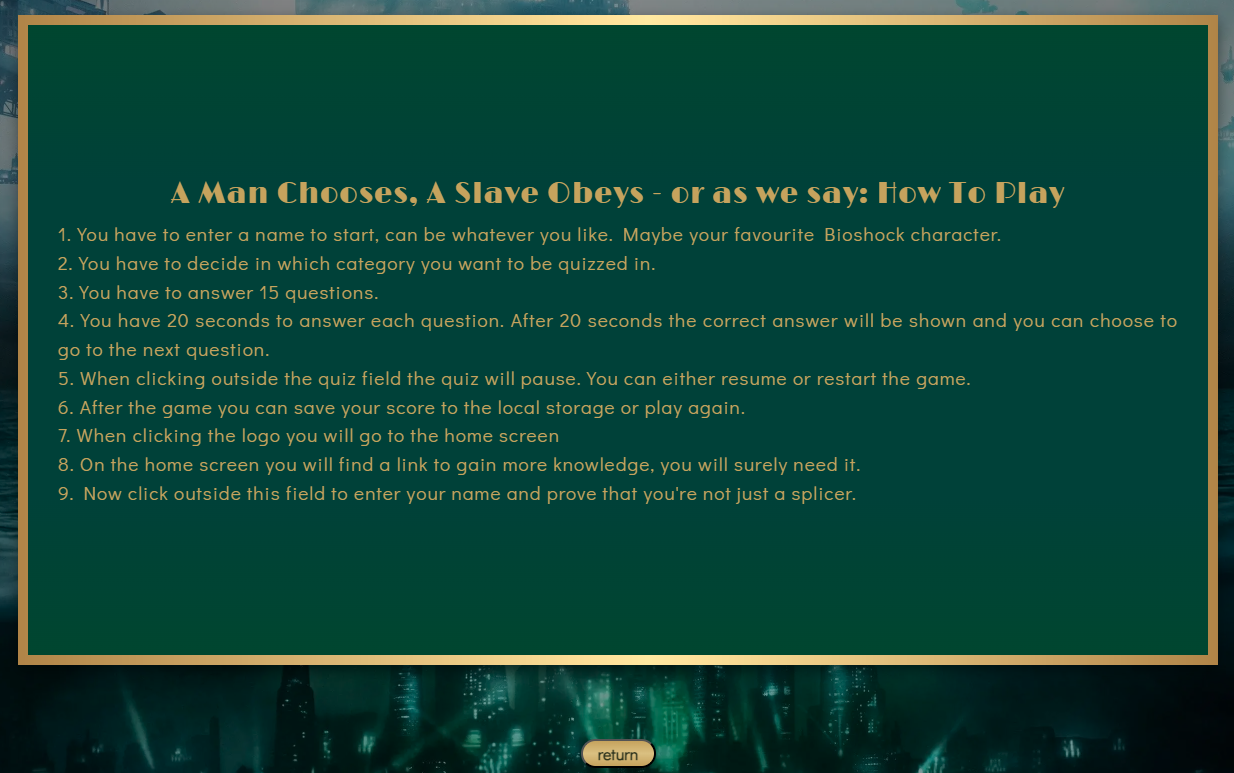 A Man Chooses, A Slave Obeys - or as we say: How To Play
1. You have to enter a name to start, can be whatever you like.  Maybe your favourite  Bioshock character.
2. You have to decide in which category you want to be quizzed in.
3. You have to answer 15 questions.
4. You have 20 seconds to answer each question. After 20 seconds the correct answer will be shown and you can choose to
go to the next question.
5. When clicking outside the quiz field the quiz will pause. You can either resume or restart the game.
6. After the game you can save your score to the local storage or play again.
7. When clicking the logo you will go to the home screen
8. On the home screen you will find a link to gain more knowledge, you will surely need it.
9.  Now click outside this field to enter your name and prove that you're not just a splicer.
return